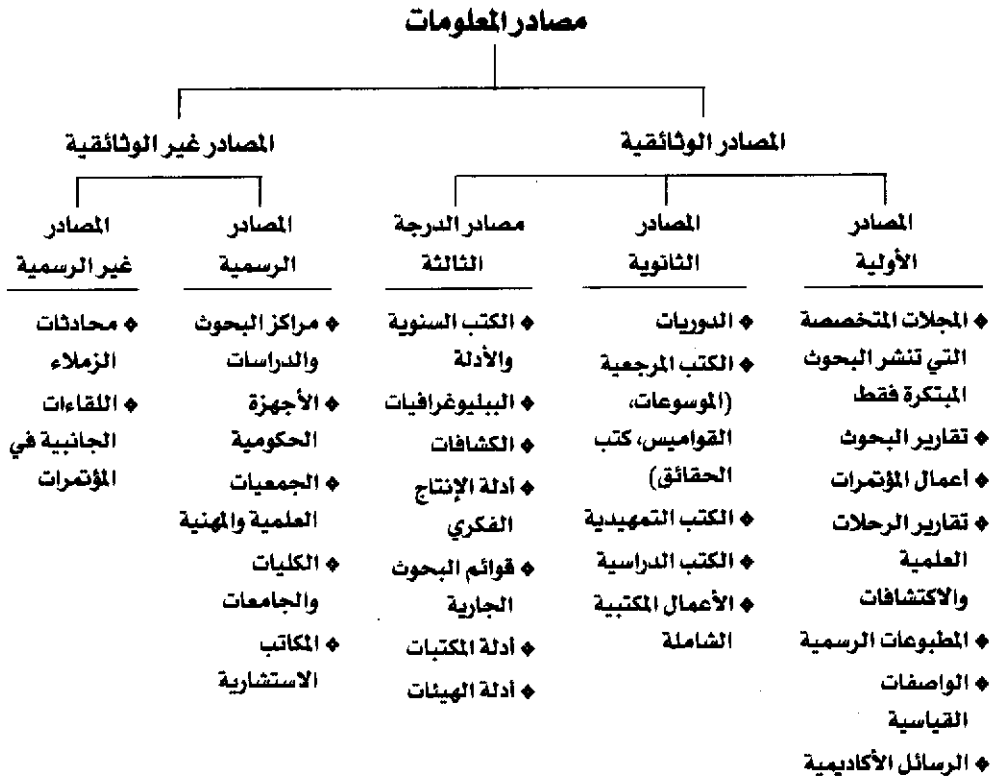 مصادر المعلومات
المصادر الوثائقية
المصادر غير الوثائقية
المصادر
الأولية
❖ المجلات المتخصصة
التي تنشر البحوث
المبتكرة فقط
❖ تقارير البحوث
❖ أعمال المؤتمرات
❖ تقارير الرحلات
العلمية
والاكتشافات
❖ المطبوعات الرسمية
❖ الواصفات
القياسية
❖ الرسائل الأكاديمية
المصادر
الثانوية
❖ الدوريات
❖ الكتب المرجعية
(الموسوعات،
القواميس، كتب
الحقائق)
❖ الكتب التمهيدية
❖ الكتب الدراسية
❖ الأعمال المكتبية
الشاملة
مصادر الدرجة
الثالثة
❖ الكتب السنوية
والأدلة
❖ الببليوغرافيات
❖ الكشافات
❖ أدلة الإنتاج
الفكري
❖ قوائم البحوث
الجارية
❖ أدلة المكتبات
❖ أدلة الهيئات
المصادر
الرسمية
❖ مراكز البحوث
والدراسات
❖ الأجهزة
الحكومية
❖ الجمعيات
العلمية والمهنية
❖ الكليات
والجامعات
❖ المكاتب
الاستشارية
المصادر
غير الرسمية
❖ محادثات
الزملاء
❖ اللقاءات
الجانبية في
المؤتمرات